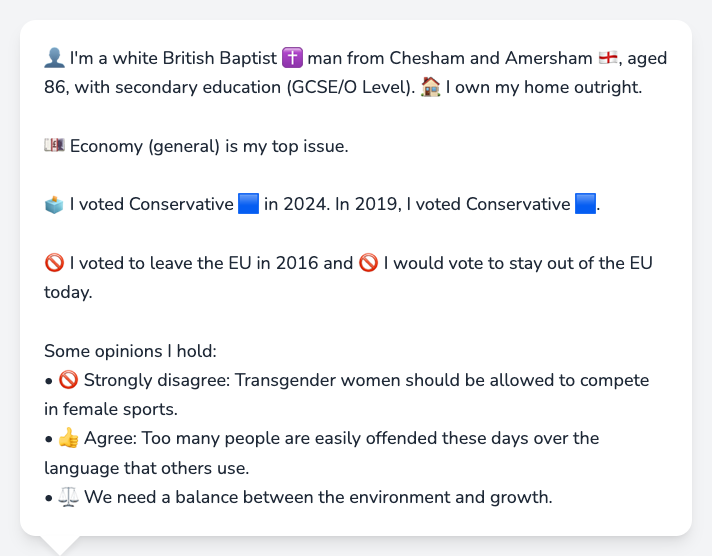 👤 I'm a white British Baptist ✝️ man from Chesham and Amersham 🏴󠁧󠁢󠁥󠁮󠁧󠁿, aged
86, with secondary education (GCSE/O Level). 🏠 I own my home outright.
💷 Economy (general) is my top issue.
🗳️ I voted Conservative 🟦 in 2024. In 2019, I voted Conservative 🟦.
🚫 I voted to leave the EU in 2016 and 🚫 I would vote to stay out of the EU
today.
Some opinions I hold:
• 🚫 Strongly disagree: Transgender women should be allowed to compete
in female sports.
• 👍 Agree: Too many people are easily offended these days over the
language that others use.
• ⚖️ We need a balance between the environment and growth.